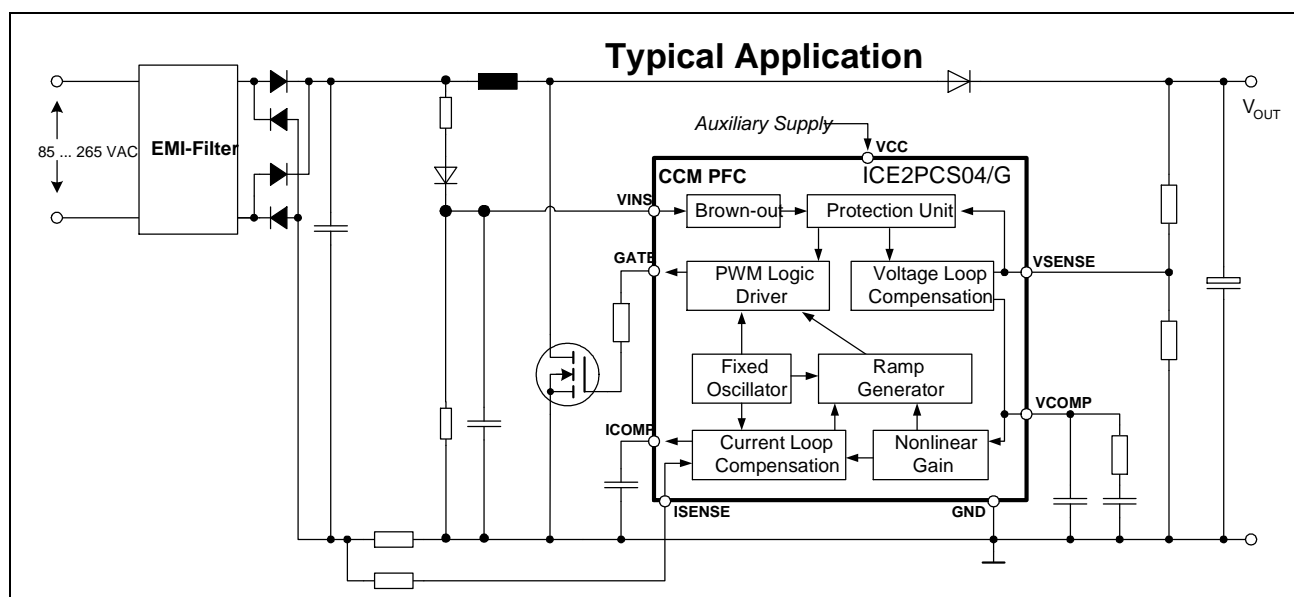 Typical Application
85 ... 265 VAC
EMI-Filter
Auxiliary Supply
VCC
V_OUT
CCM PFC
ICE2PCS04/G
VINS
Brown-out
Protection Unit
GATE
PWM Logic
Driver
Voltage Loop
Compensation
VSENSE
Fixed
Oscillator
Ramp
Generator
VCOMP
ICOMP
Current Loop
Compensation
Nonlinear
Gain
ISENSE
GND